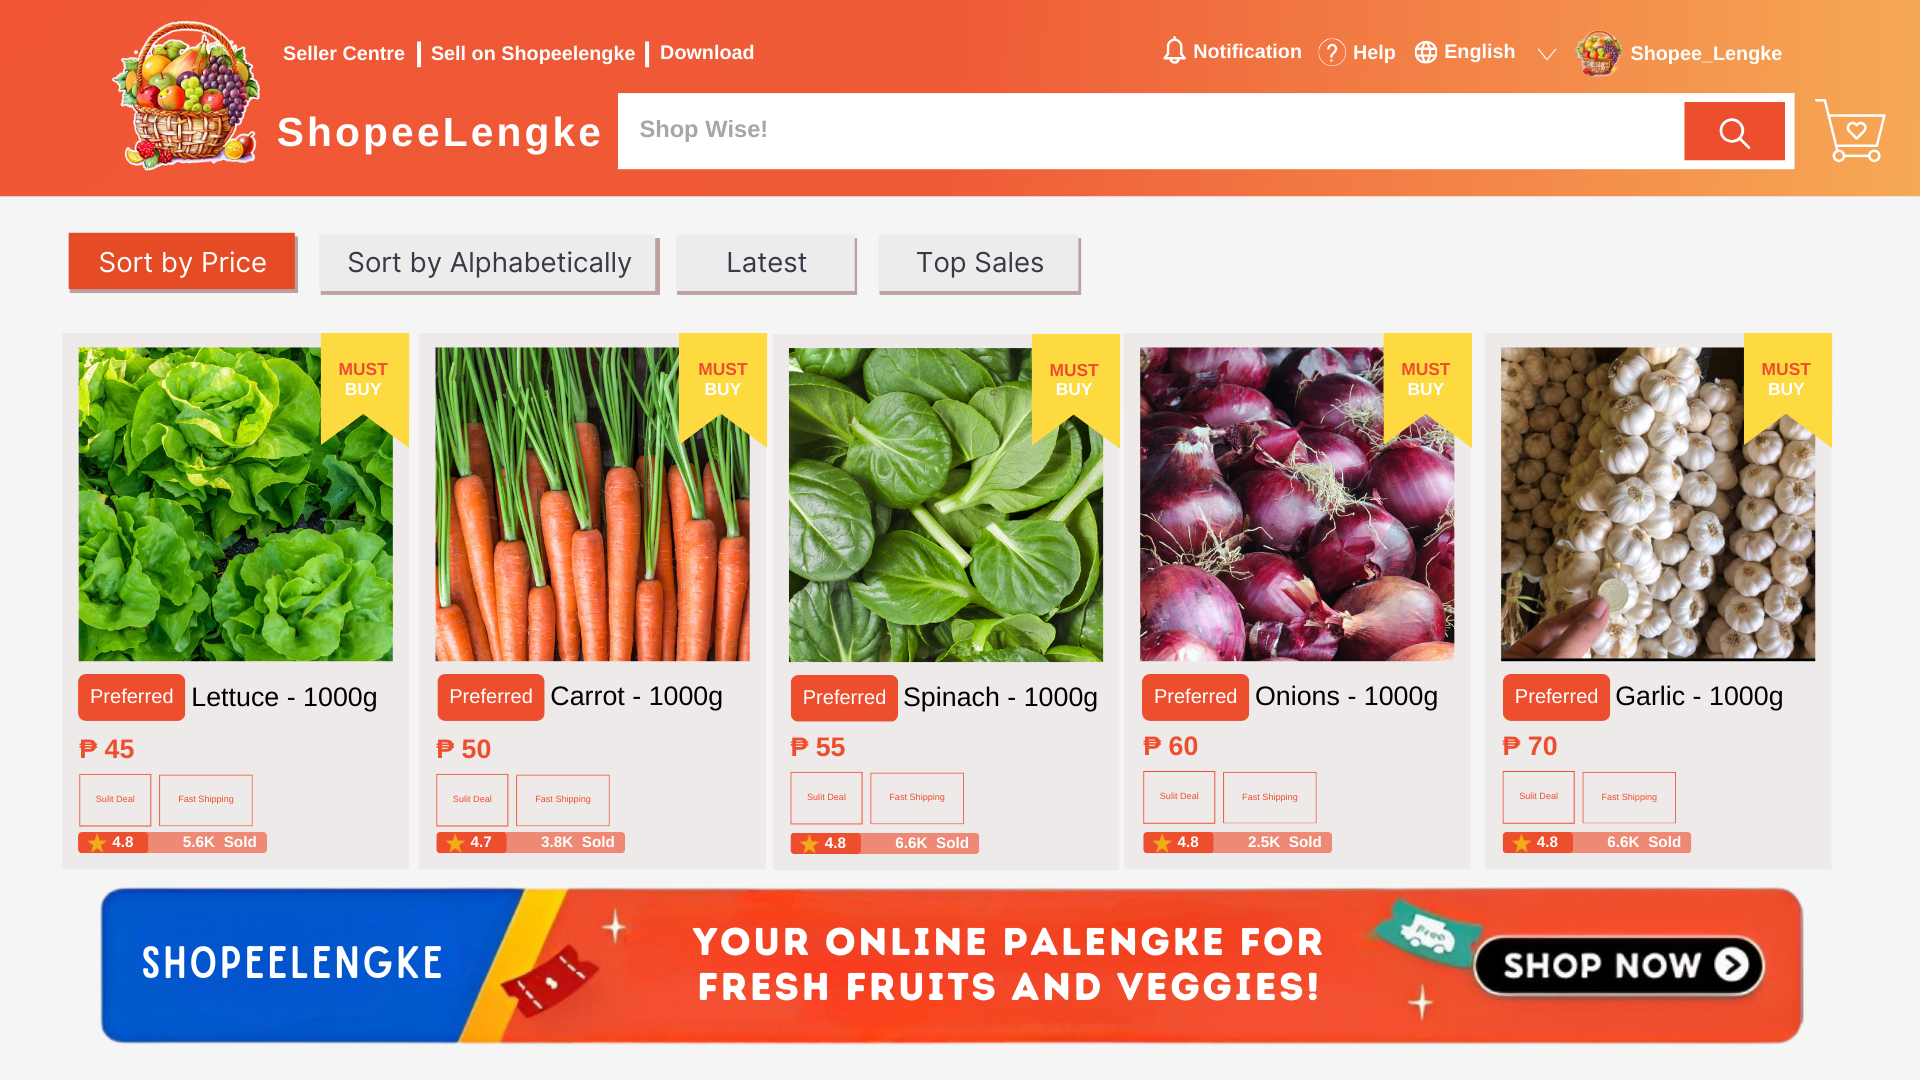 Seller Centre | Sell on Shopeelengke | Download
Notification
Help
English
Shopee_Lengke
ShopeeLengke
Shop Wise!
Sort by Price
Sort by Alphabetically
Latest
Top Sales
MUST
BUY
MUST
BUY
MUST
BUY
MUST
BUY
MUST
BUY
Preferred Lettuce - 1000g
₱ 45
Sulit Deal
Fast Shipping
4.8
5.6K Sold
Preferred Carrot - 1000g
₱ 50
Sulit Deal
Fast Shipping
4.7
3.8K Sold
Preferred Spinach - 1000g
₱ 55
Sulit Deal
Fast Shipping
4.8
6.6K Sold
Preferred Onions - 1000g
₱ 60
Sulit Deal
Fast Shipping
4.8
2.5K Sold
Preferred Garlic - 1000g
₱ 70
Sulit Deal
Fast Shipping
4.8
6.6K Sold
SHOPEELENGKE
YOUR ONLINE PALENGKE FOR
FRESH FRUITS AND VEGGIES!
Free
SHOP NOW